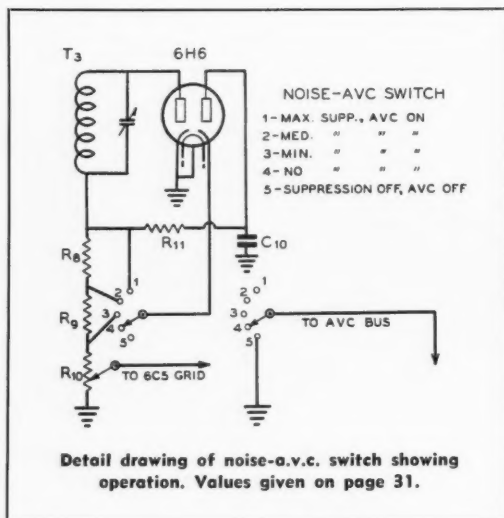 T3
6H6
NOISE-AVC SWITCH
1-MAX. SUPP., AVC ON
2-MED. " " "
3-MIN. " " "
4-NO " " "
5-SUPPRESSION OFF, AVC OFF
R11
C10
R8
1
2
3
4
5
R9
R10
1
2
3
4
5
TO AVC BUS
TO 6C5 GRID
Detail drawing of noise-a.v.c. switch showing
operation. Values given on page 31.